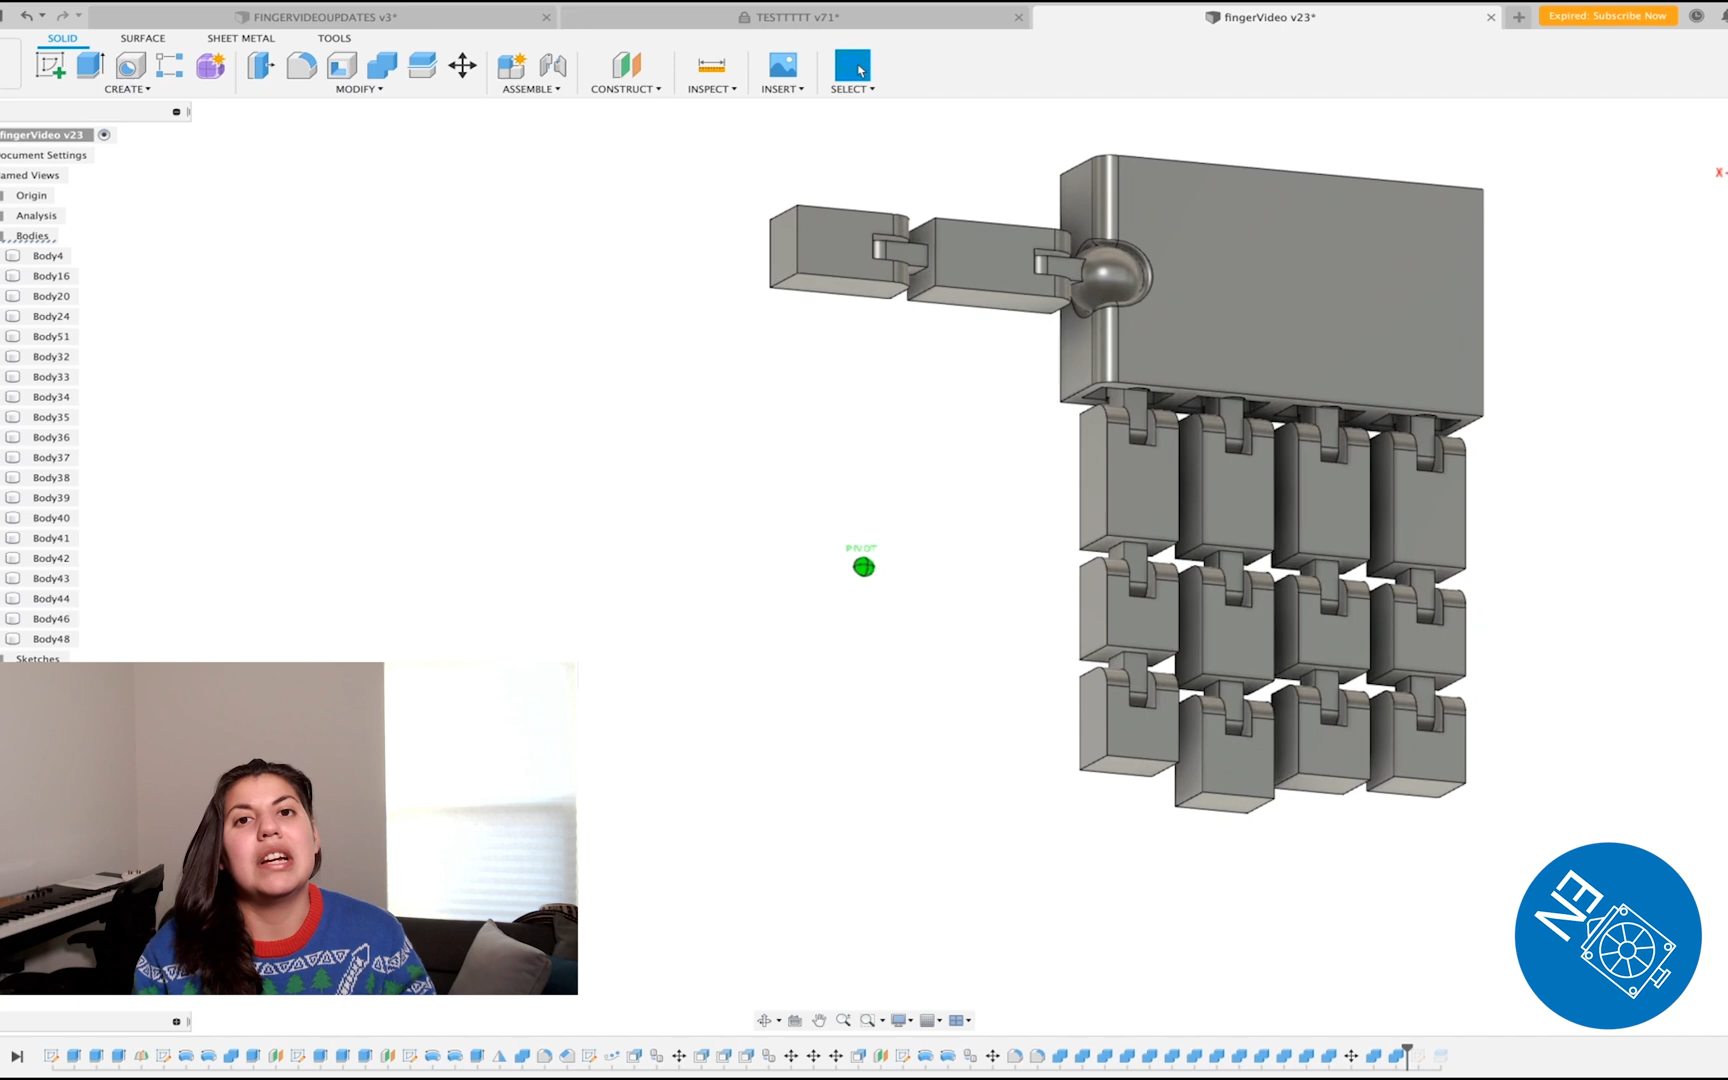 FINGERVIDEOUPDATES v3*
TESTTTTT v71*
fingerVideo v23*
Expired: Subscribe Now
SOLID
SURFACE
SHEET METAL
TOOLS
CREATE
MODIFY
ASSEMBLE
CONSTRUCT
INSPECT
INSERT
SELECT
fingerVideo v23
ocument Settings
amed Views
Origin
Analysis
Bodies
Body4
Body16
Body20
Body24
Body51
Body32
Body33
Body34
Body35
Body36
Body37
Body38
Body39
Body40
Body41
Body42
Body43
Body44
Body46
Body48
Sketches
X
PIVOT
NE